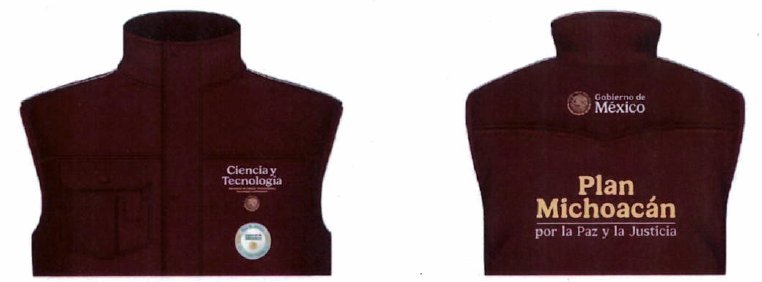 Ciencia y
Tecnología
Gobierno de
México
Plan
Michoacán
por la Paz y la Justicia